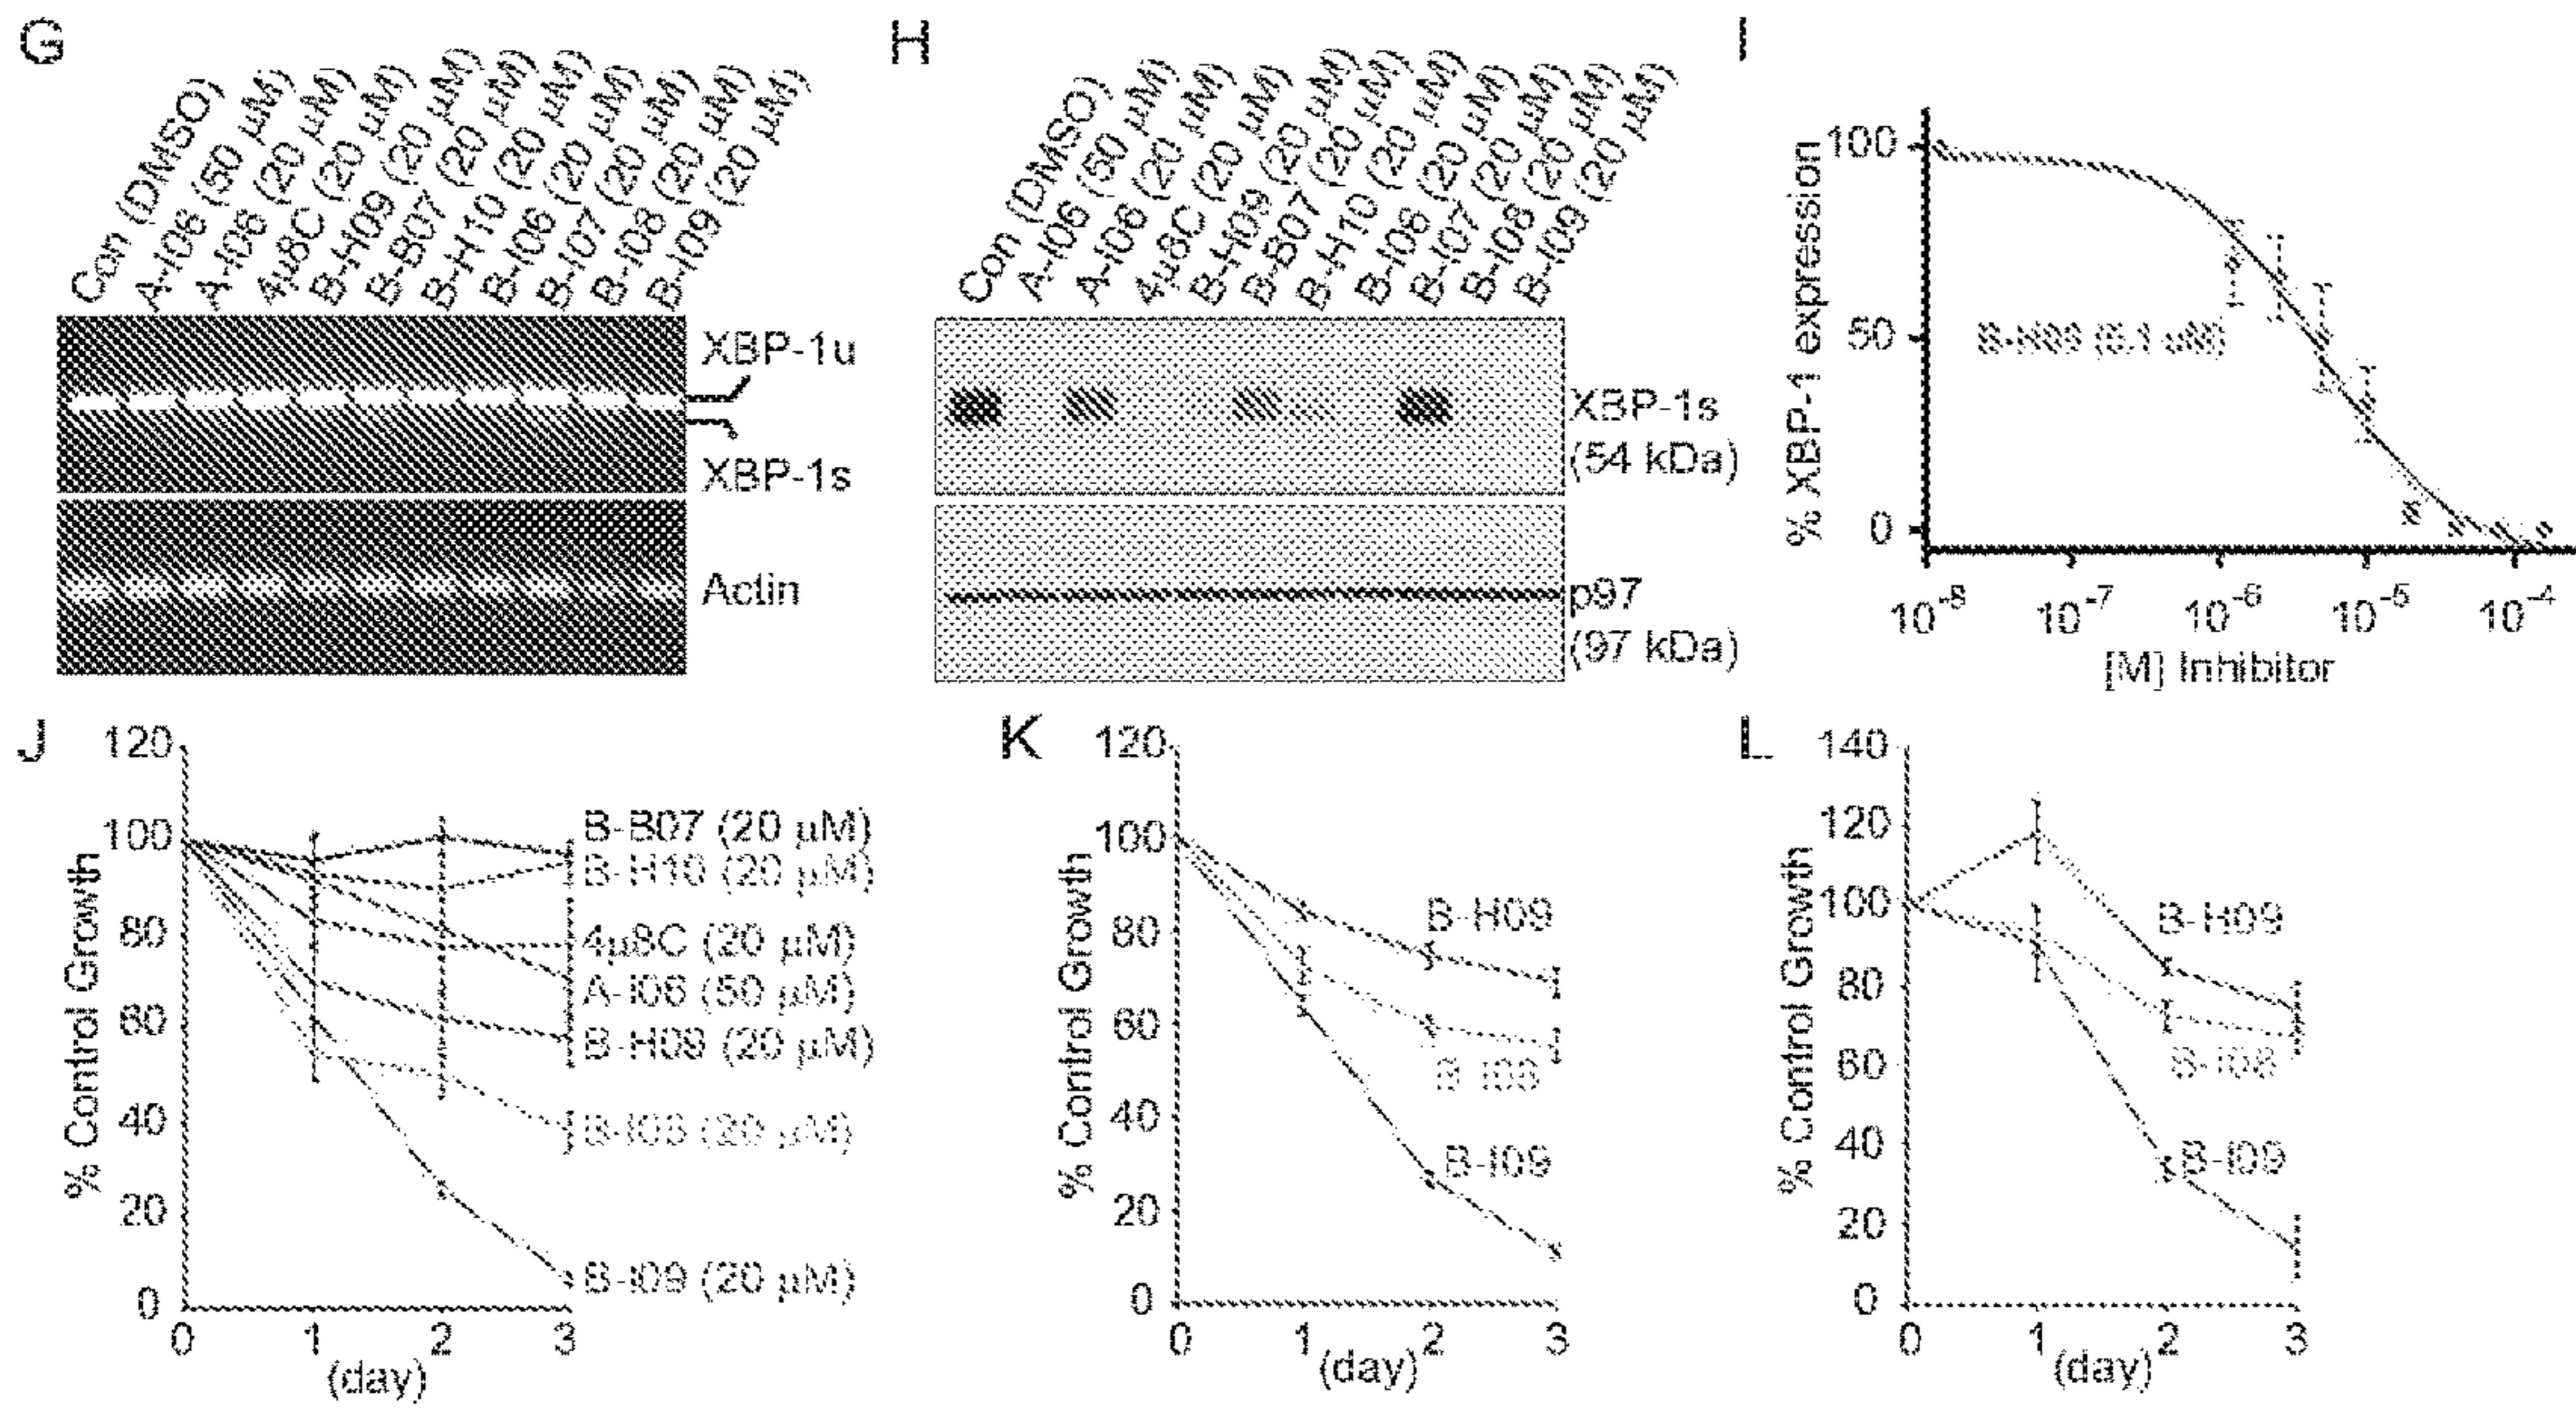 G
Con (DMSO)
A-I06 (50 µM)
A-I06 (20 µM)
4µ8C (20 µM)
B-H09 (20 µM)
B-B07 (20 µM)
B-H10 (20 µM)
B-I06 (20 µM)
B-I07 (20 µM)
B-I08 (20 µM)
B-I09 (20 µM)
XBP-1u
XBP-1s
Actin
H
Con (DMSO)
A-I06 (50 µM)
A-I06 (20 µM)
4µ8C (20 µM)
B-H09 (20 µM)
B-B07 (20 µM)
B-H10 (20 µM)
B-I06 (20 µM)
B-I07 (20 µM)
B-I08 (20 µM)
B-I09 (20 µM)
XBP-1s
(54 kDa)
p97
(97 kDa)
I
% XBP-1 expression
100
50
0
10-8 10-7 10-6 10-5 10-4
[M] Inhibitor
J
% Control Growth
120
100
80
60
40
20
0
0 1 2 3
(day)
B-B07 (20 µM)
B-H10 (20 µM)
4µ8C (20 µM)
A-I06 (50 µM)
B-H09 (20 µM)
B-I08 (20 µM)
B-I09 (20 µM)
K
% Control Growth
120
100
80
60
40
20
0
0 1 2 3
(day)
B-H09
B-I08
B-I09
L
% Control Growth
140
120
100
80
60
40
20
0
0 1 2 3
(day)
B-H09
B-I08
B-I09